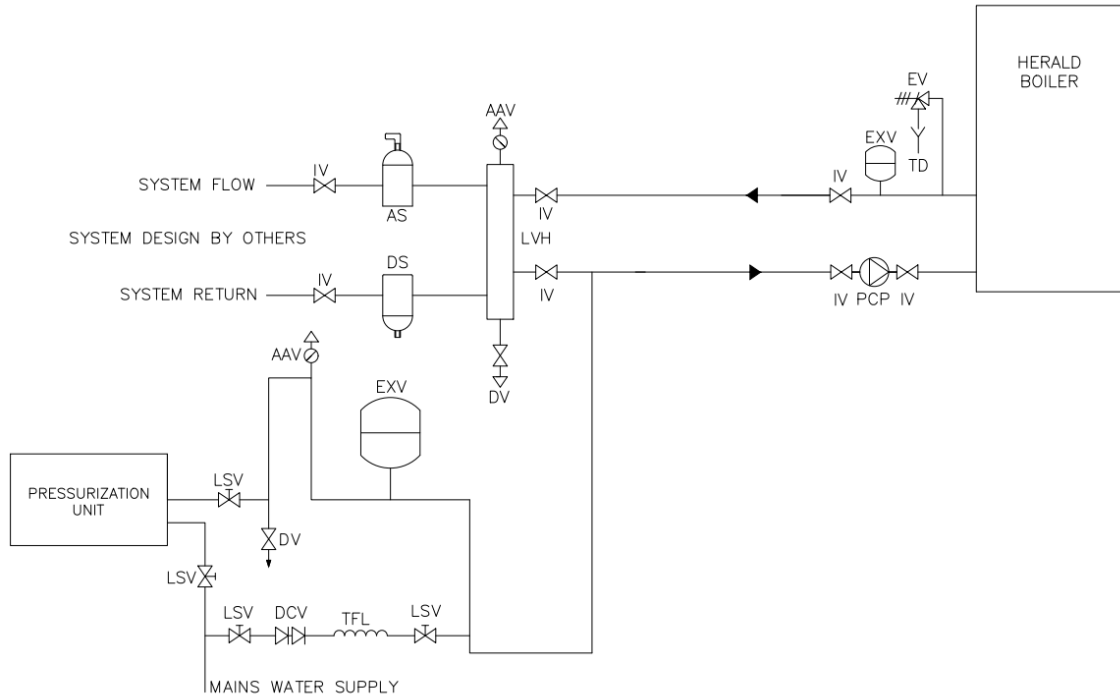 HERALD
BOILER
EV
AAV
EXV
TD
IV
IV
SYSTEM FLOW
AS
IV
SYSTEM DESIGN BY OTHERS
LVH
DS
IV
SYSTEM RETURN
IV
IV PCP IV
AAV
EXV
DV
LSV
PRESSURIZATION
UNIT
DV
LSV
LSV
DCV
TFL
LSV
MAINS WATER SUPPLY